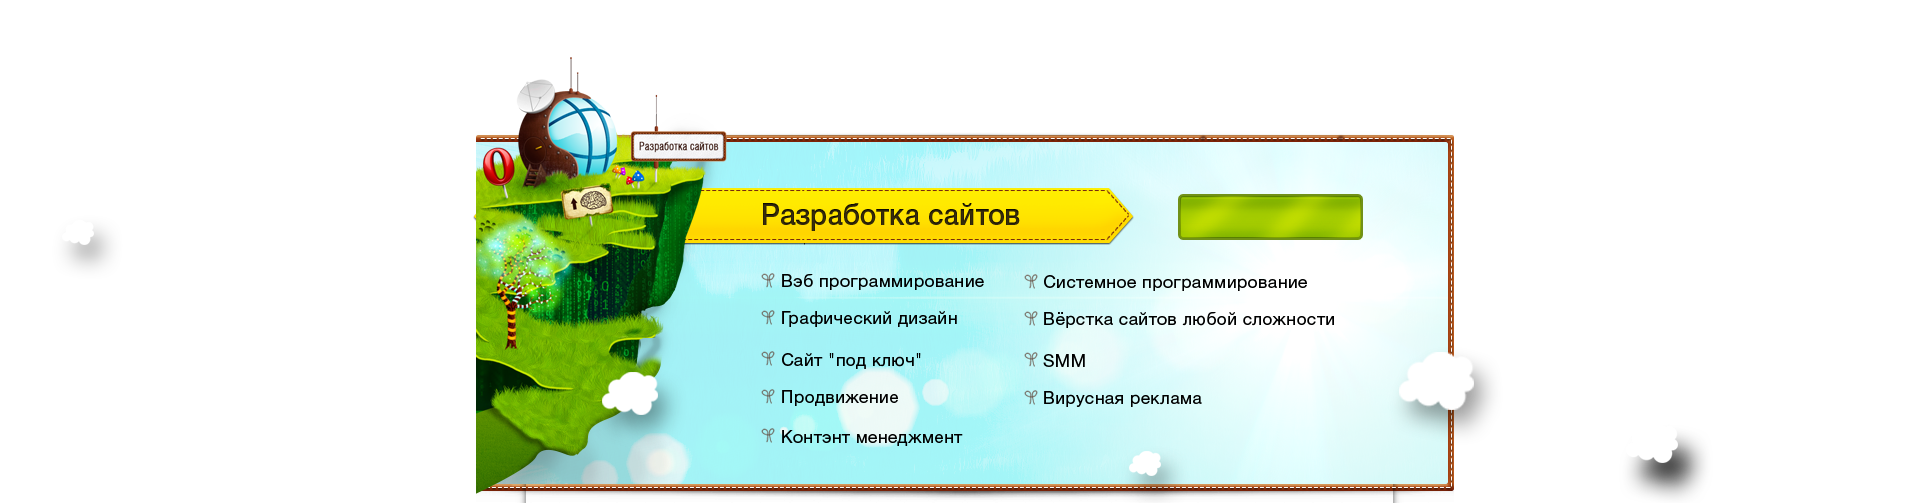 Разработка сайтов
Разработка сайтов
Вэб программирование
Графический дизайн
Сайт "под ключ"
Продвижение
Контэнт менеджмент
Системное программирование
Вёрстка сайтов любой сложности
SMM
Вирусная реклама